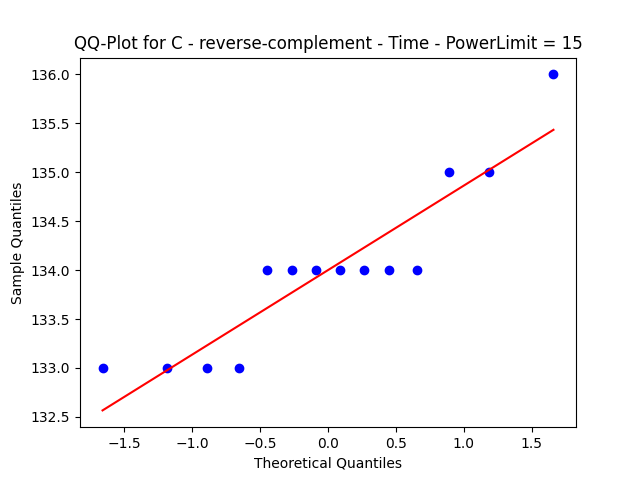 QQ-Plot for C - reverse-complement - Time - PowerLimit = 15
136.0
135.5
135.0
134.5
134.0
133.5
133.0
132.5
Sample Quantiles
−1.5 −1.0 −0.5 0.0 0.5 1.0 1.5
Theoretical Quantiles